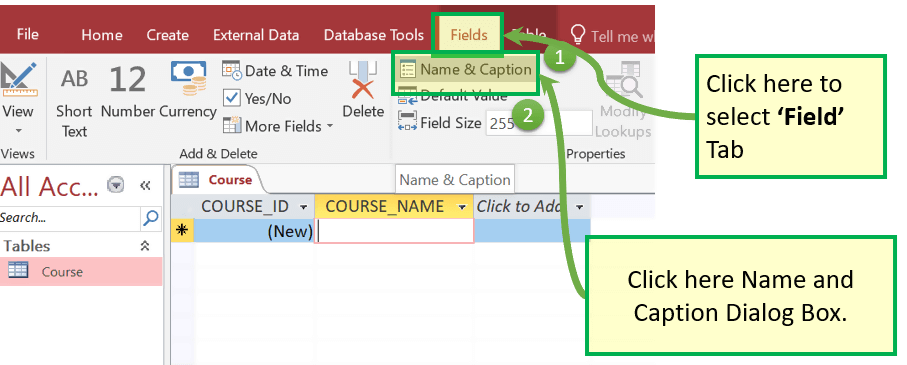 File Home Create External Data Database Tools Fields Table Tell me wh
View
Views
AB
Short
Text
12
Number
Currency
Date & Time
Yes/No
More Fields
Delete
Add & Delete
Name & Caption
Default Value
Field Size 255
Modify
Lookups
Properties
1
2
Click here to
select ‘Field’
Tab
All Acc... «
Search...
Tables
Course
Course
Name & Caption
COURSE_ID COURSE_NAME Click to Add
* (New)
Click here Name and
Caption Dialog Box.